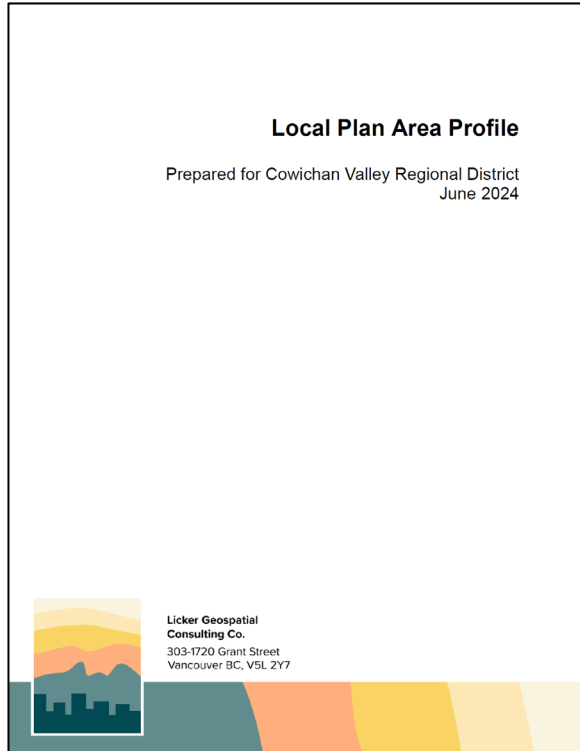 Local Plan Area Profile
Prepared for Cowichan Valley Regional District
June 2024
Licker Geospatial
Consulting Co.
303-1720 Grant Street
Vancouver BC, V5L 2Y7